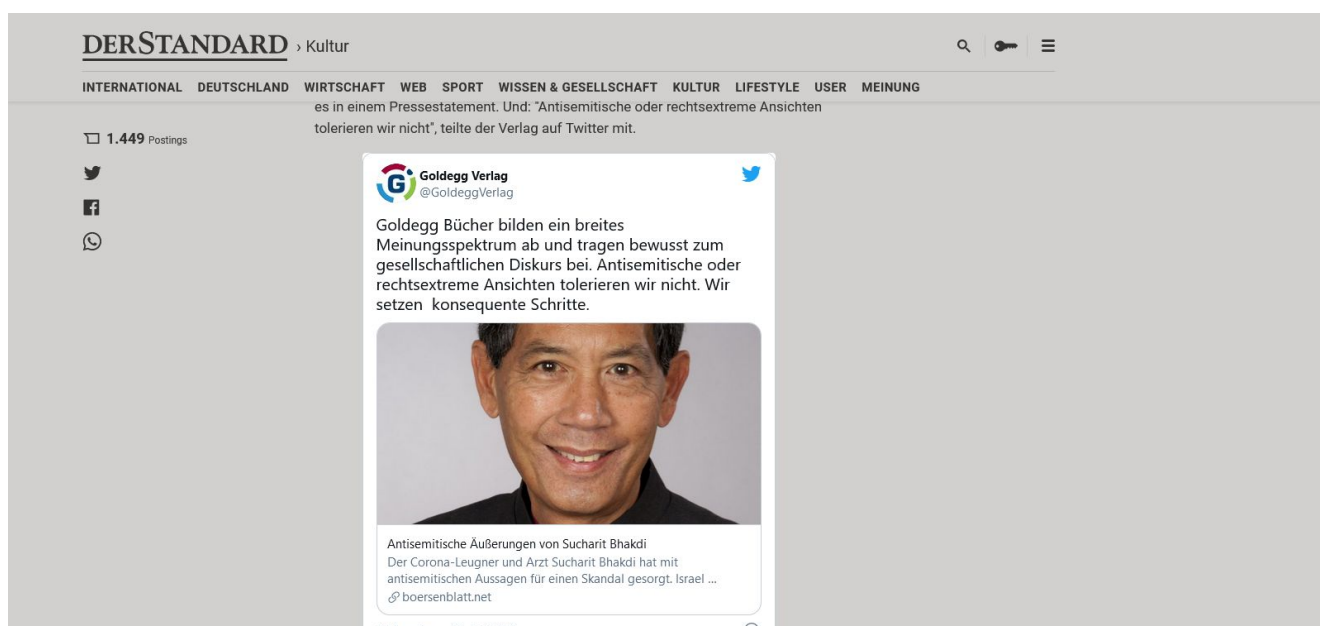 DERSTANDARD › Kultur
INTERNATIONAL DEUTSCHLAND WIRTSCHAFT WEB SPORT WISSEN & GESELLSCHAFT KULTUR LIFESTYLE USER MEINUNG
es in einem Pressestatement. Und: "Antisemitische oder rechtsextreme Ansichten
tolerieren wir nicht", teilte der Verlag auf Twitter mit.
1.449 Postings
Goldegg Verlag
@GoldeggVerlag
Goldegg Bücher bilden ein breites
Meinungsspektrum ab und tragen bewusst zum
gesellschaftlichen Diskurs bei. Antisemitische oder
rechtsextreme Ansichten tolerieren wir nicht. Wir
setzen konsequente Schritte.
Antisemitische Äußerungen von Sucharit Bhakdi
Der Corona-Leugner und Arzt Sucharit Bhakdi hat mit
antisemitischen Aussagen für einen Skandal gesorgt. Israel ...
boersenblatt.net